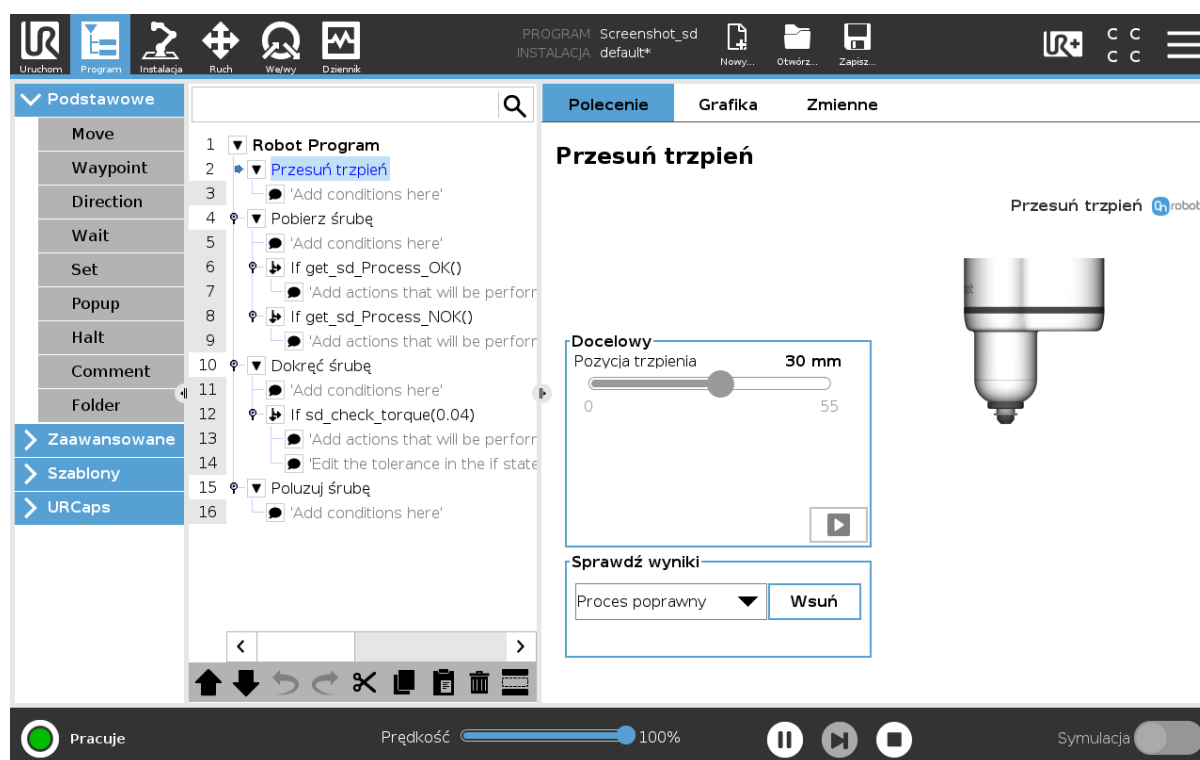 PROGRAM Screenshot_sd
INSTALACJA default*
Uruchom
Program
Instalacja
Ruch
We/wy
Dziennik
Nowy...
Otwórz...
Zapisz...
UR+
C C
C C
Podstawowe
Move
Waypoint
Direction
Wait
Set
Popup
Halt
Comment
Folder
Zaawansowane
Szablony
URCaps
1 Robot Program
2 Przesuń trzpień
3 'Add conditions here'
4 Pobierz śrubę
5 'Add conditions here'
6 If get_sd_Process_OK()
7 'Add actions that will be perforr
8 If get_sd_Process_NOK()
9 'Add actions that will be perforr
10 Dokręć śrubę
11 'Add conditions here'
12 If sd_check_torque(0.04)
13 'Add actions that will be perforr
14 'Edit the tolerance in the if state
15 Poluzuj śrubę
16 'Add conditions here'
Polecenie
Grafika
Zmienne
Przesuń trzpień
Przesuń trzpień On robot
Docelowy
Pozycja trzpienia 30 mm
0 55
Sprawdź wyniki
Proces poprawny
Wsuń
Pracuje
Prędkość 100%
Symulacja